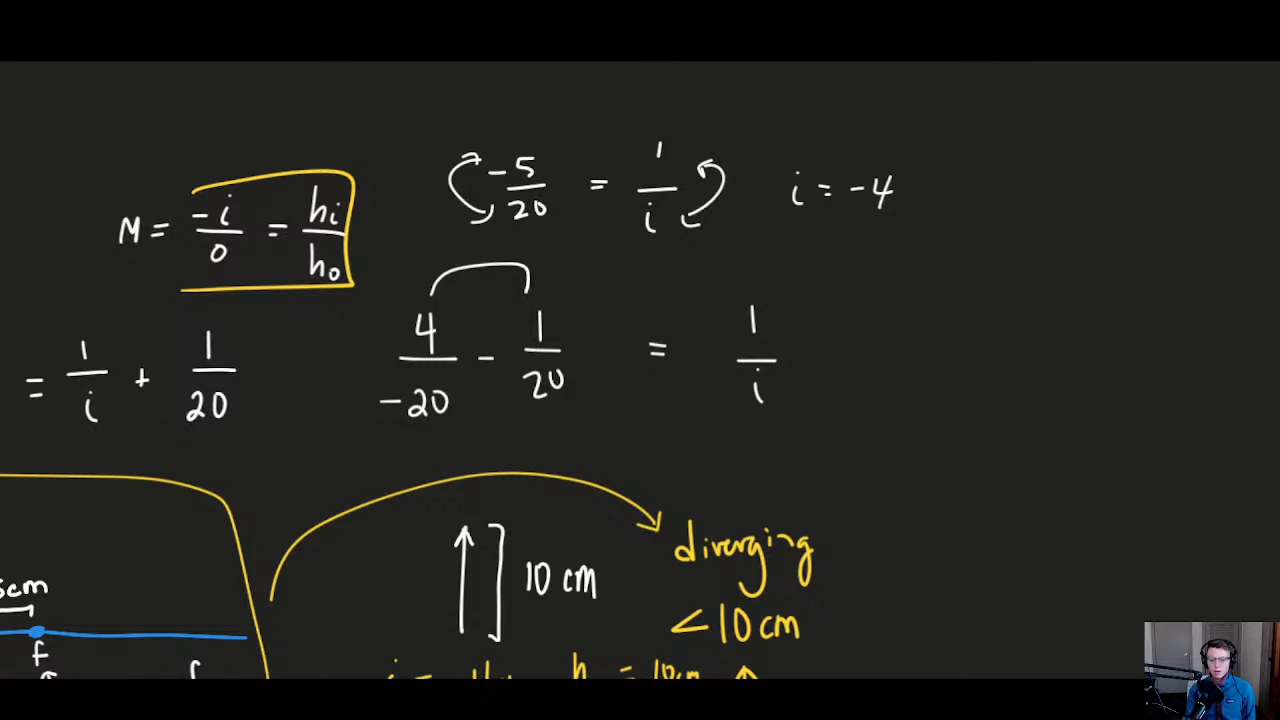 M = -i/o = hi/ho
-5/20 = 1/i
i = -4
= 1/i + 1/20
4/-20 - 1/20 = 1/i
10 cm
diverging
< 10 cm
5cm
f
= 10cm